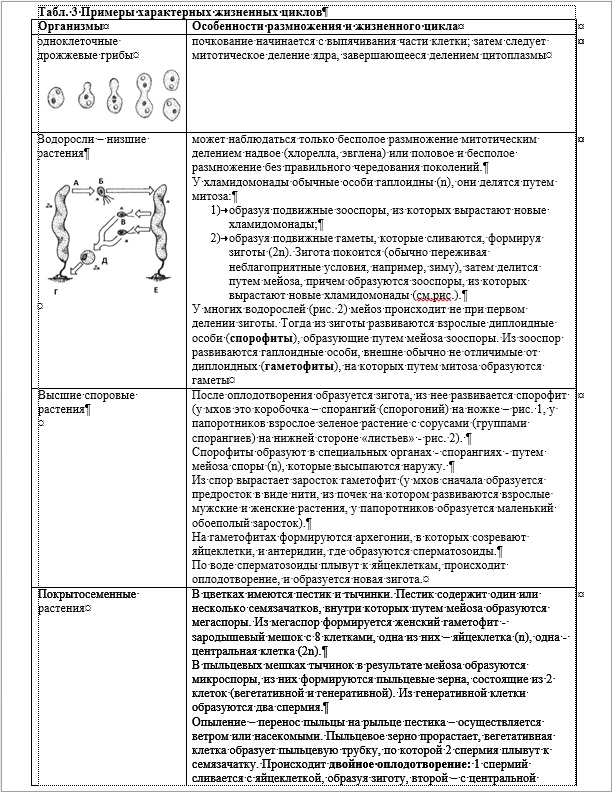 Табл. 3 Примеры характерных жизненных циклов¶
Организмы¤
Особенности размножения и жизненного цикла¤
одноклеточные
дрожжевые грибы¤
почкование начинается с выпячивания части клетки; затем следует
митотическое деление ядра, завершающееся делением цитоплазмы¤
Водоросли – низшие
растения¶
А
Б
2n
n
n
В
n
Д
2n
Г
Е
¤
может наблюдаться только бесполое размножение митотическим
делением надвое (хлорелла, эвглена) или половое и бесполое
размножение без правильного чередования поколений.¶
У хламидомонады обычные особи гаплоидны (n), они делятся путем
митоза:¶
1)→образуя подвижные зооспоры, из которых вырастают новые
хламидомонады;¶
2)→образуя подвижные гаметы, которые сливаются, формируя
зиготы (2n). Зигота покоится (обычно переживая
неблагоприятные условия, например, зиму), затем делится
путем мейоза, причем образуются зооспоры, из которых
вырастают новые хламидомонады (см.рис.).¶
У многих водорослей (рис. 2) мейоз происходит не при первом
делении зиготы. Тогда из зиготы развиваются взрослые диплоидные
особи (спорофиты), образующие путем мейоза зооспоры. Из зооспор
развиваются гаплоидные особи, внешне обычно не отличимые от
диплоидных (гаметофиты), на которых путем митоза образуются
гаметы¤
Высшие споровые
растения¶
¤
После оплодотворения образуется зигота, из нее развивается спорофит
(у мхов это коробочка – спорангий (спорогоний) на ножке – рис. 1, у
папоротников взрослое зеленое растение с сорусами (группами
спорангиев) на нижней стороне «листьев» - рис. 2). ¶
Спорофиты образуют в специальных органах - спорангиях - путем
мейоза споры (n), которые высыпаются наружу. ¶
Из спор вырастает заросток гаметофит (у мхов сначала образуется
предросток в виде нити, из почек на котором развиваются взрослые
мужские и женские растения, у папоротников образуется маленький
обоеполый заросток).¶
На гаметофитах формируются архегонии, в которых созревают
яйцеклетки, и антеридии, где образуются сперматозоиды.¶
По воде сперматозоиды плывут к яйцеклеткам, происходит
оплодотворение, и образуется новая зигота.¤
Покрытосеменные
растения¤
В цветках имеются пестик и тычинки. Пестик содержит один или
несколько семязачатков, внутри которых путем мейоза образуются
мегаспоры. Из мегаспор формируется женский гаметофит -
зародышевый мешок с 8 клетками, одна из них – яйцеклетка (n), одна -
центральная клетка (2n).¶
В пыльцевых мешках тычинок в результате мейоза образуются
микроспоры, из них формируются пыльцевые зерна, состоящие из 2
клеток (вегетативной и генеративной). Из генеративной клетки
образуются два спермия.¶
Опыление – перенос пыльцы на рыльце пестика – осуществляется
ветром или насекомыми. Пыльцевое зерно прорастает, вегетативная
клетка образует пыльцевую трубку, по которой 2 спермия плывут к
семязачатку. Происходит двойное оплодотворение: 1 спермий
сливается с яйцеклеткой, образуя зиготу, второй – с центральной